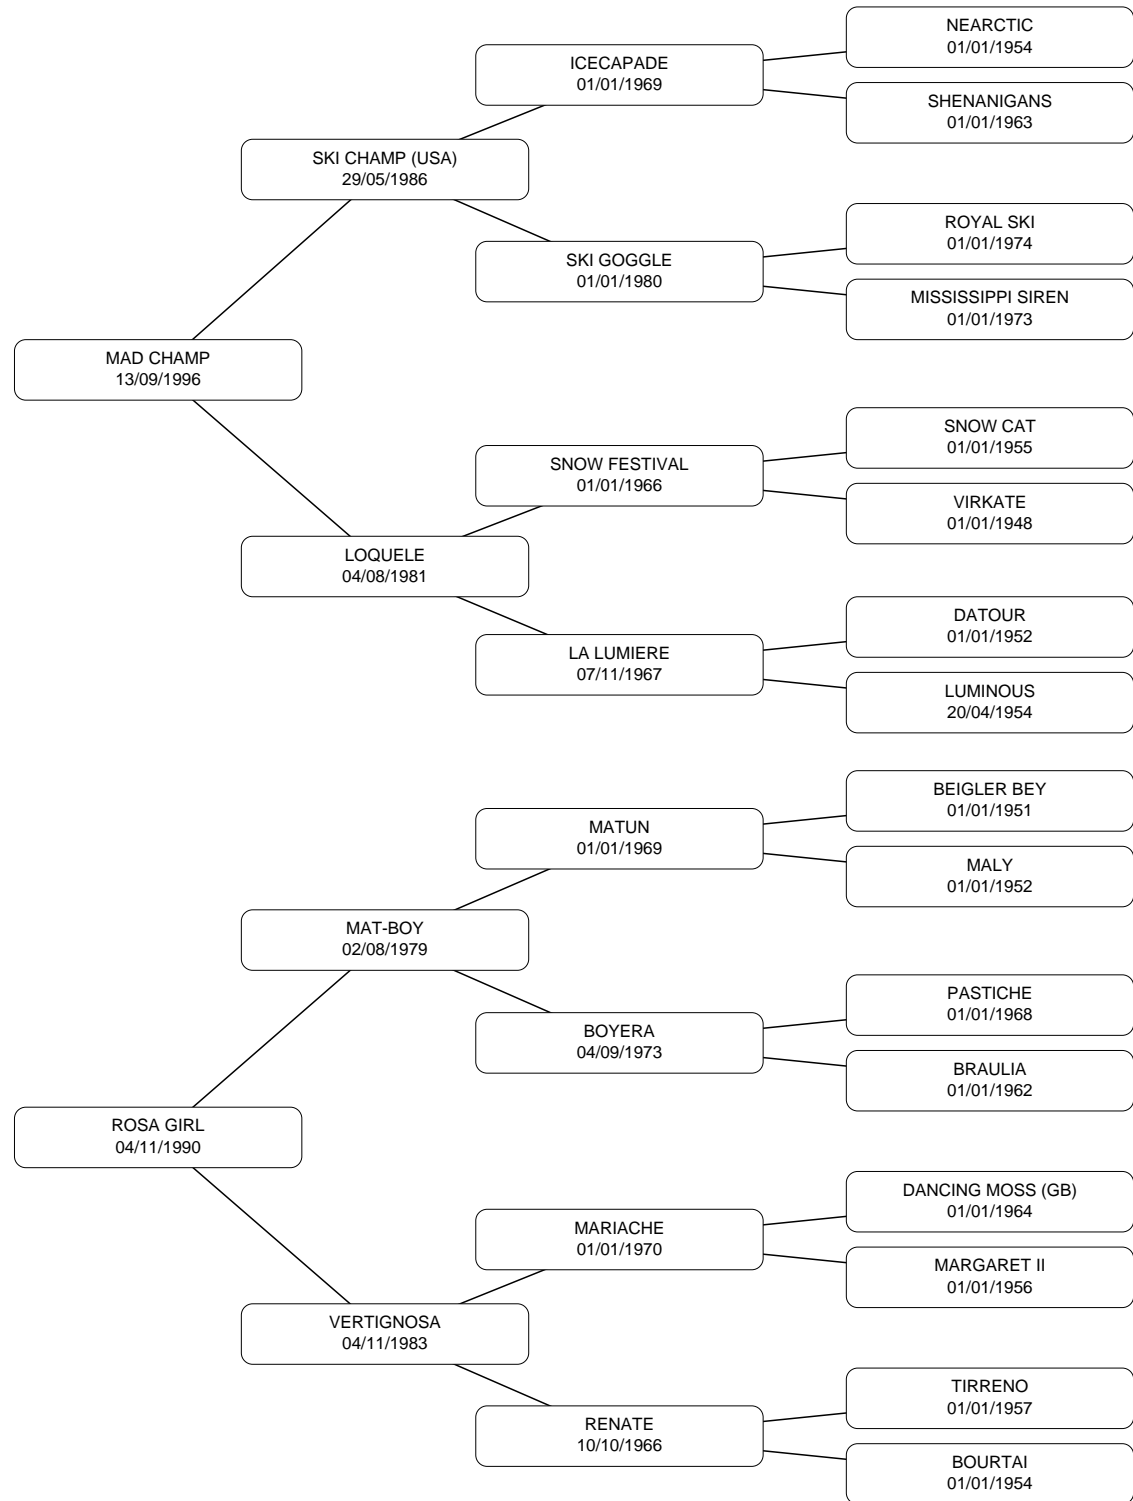 NEARCTIC
01/01/1954
ICECAPADE
01/01/1969
SHENANIGANS
01/01/1963
SKI CHAMP (USA)
29/05/1986
ROYAL SKI
01/01/1974
SKI GOGGLE
01/01/1980
MISSISSIPPI SIREN
01/01/1973
MAD CHAMP
13/09/1996
SNOW CAT
01/01/1955
SNOW FESTIVAL
01/01/1966
VIRKATE
01/01/1948
LOQUELE
04/08/1981
DATOUR
01/01/1952
LA LUMIERE
07/11/1967
LUMINOUS
20/04/1954
BEIGLER BEY
01/01/1951
MATUN
01/01/1969
MALY
01/01/1952
MAT-BOY
02/08/1979
PASTICHE
01/01/1968
BOYERA
04/09/1973
BRAULIA
01/01/1962
ROSA GIRL
04/11/1990
DANCING MOSS (GB)
01/01/1964
MARIACHE
01/01/1970
MARGARET II
01/01/1956
VERTIGNOSA
04/11/1983
TIRRENO
01/01/1957
RENATE
10/10/1966
BOURTAI
01/01/1954